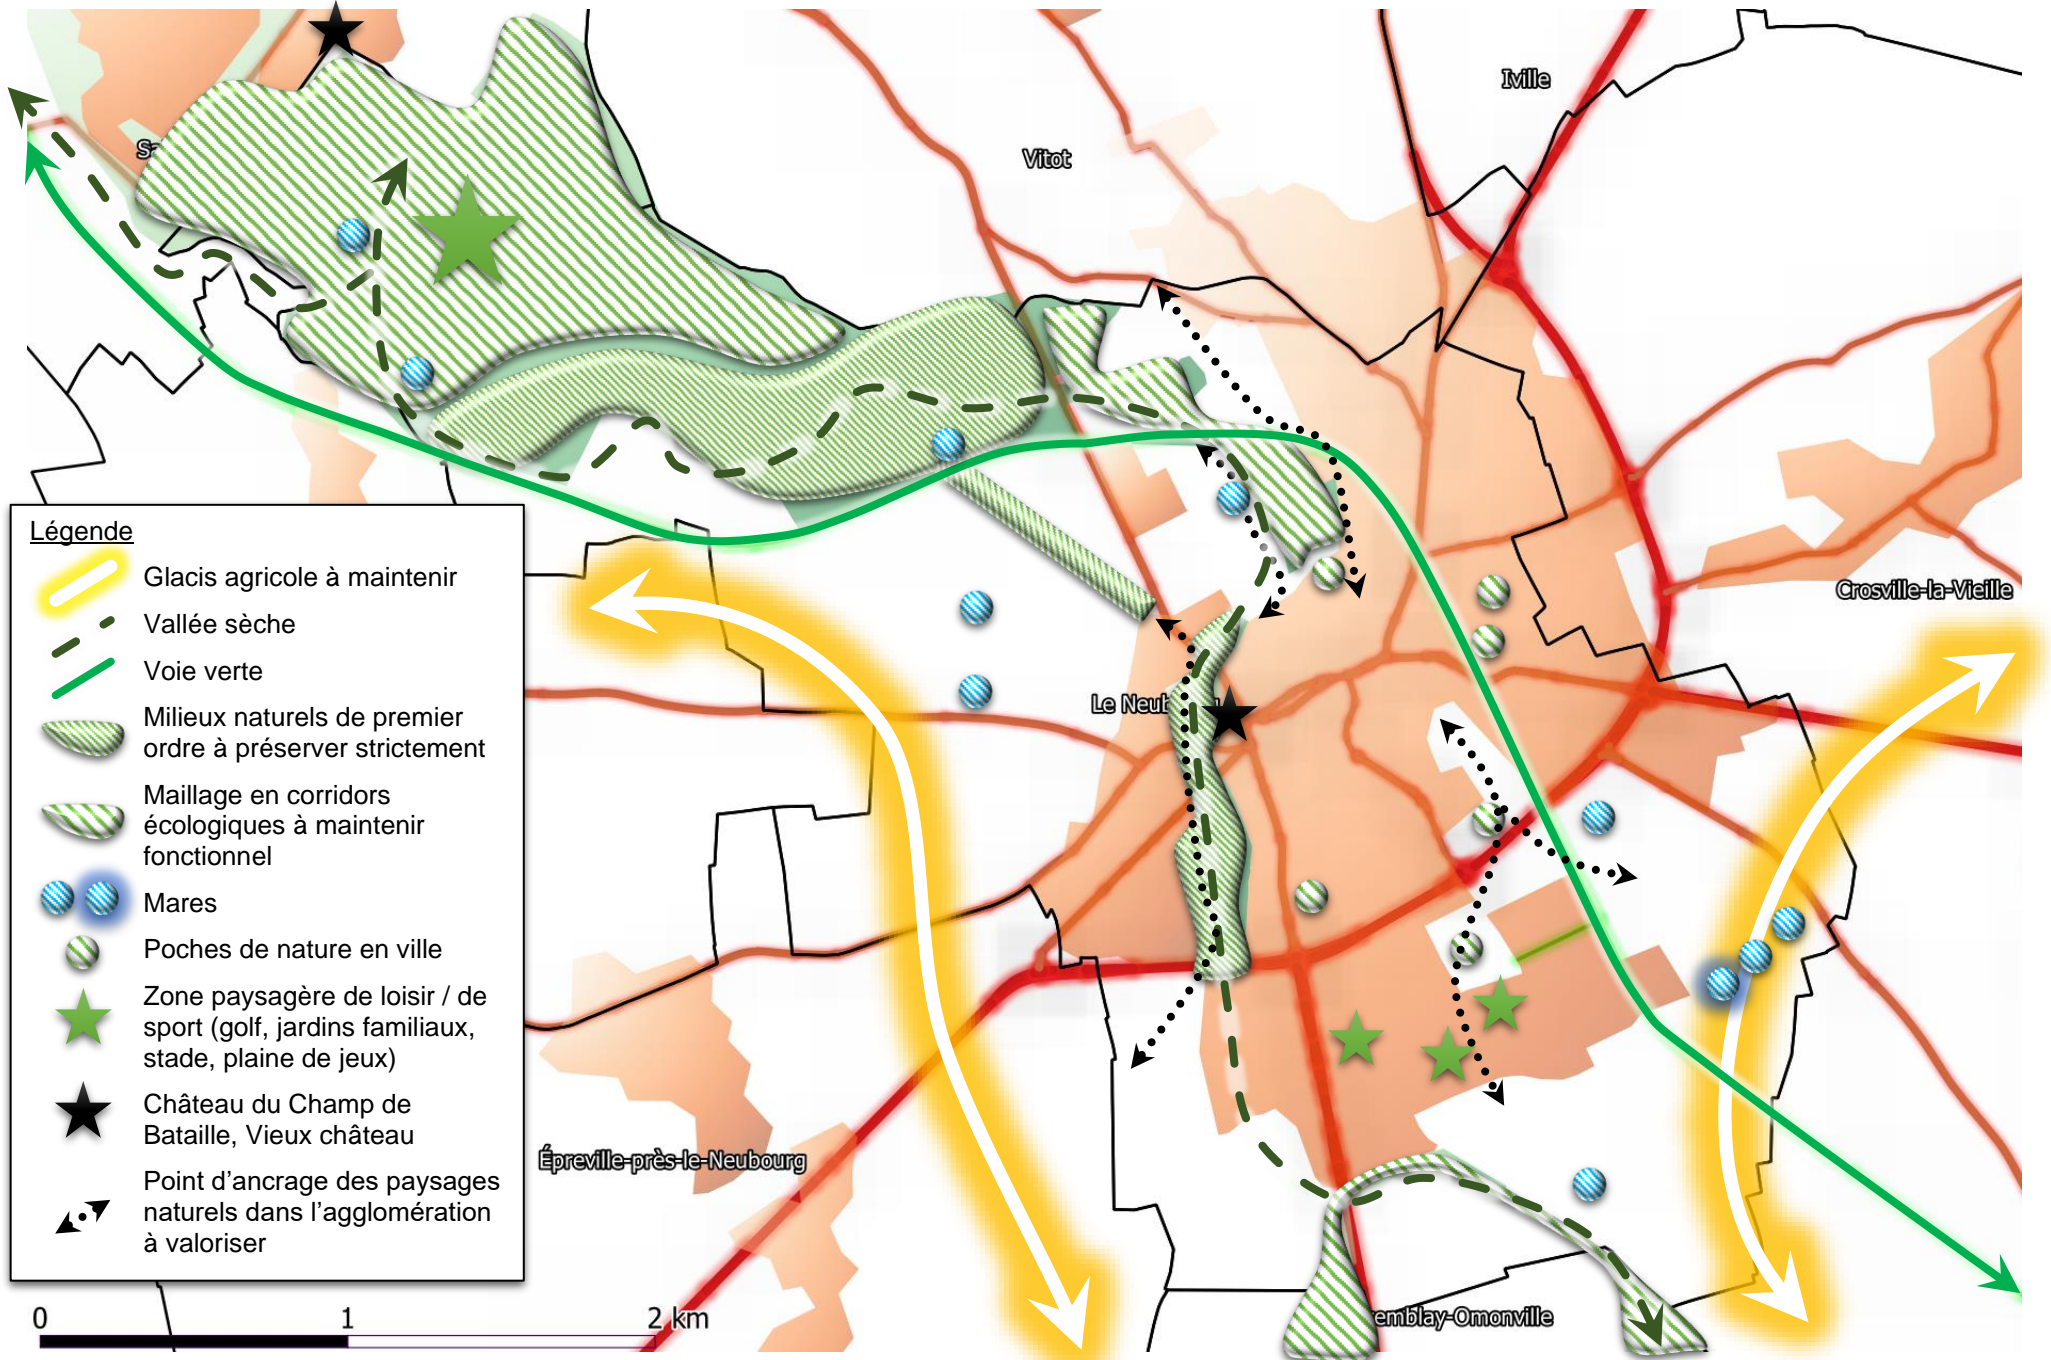 Iville
Vitot
Légende
Glacis agricole à maintenir
Vallée sèche
Voie verte
Milieux naturels de premier
ordre à préserver strictement
Maillage en corridors
écologiques à maintenir
fonctionnel
Mares
Poches de nature en ville
Zone paysagère de loisir / de
sport (golf, jardins familiaux,
stade, plaine de jeux)
Château du Champ de
Bataille, Vieux château
Point d’ancrage des paysages
naturels dans l’agglomération
à valoriser
Crosville-la-Vieille
Le Neub
Épreville-près-le-Neubourg
emblay-Omonville
0 1 2 km